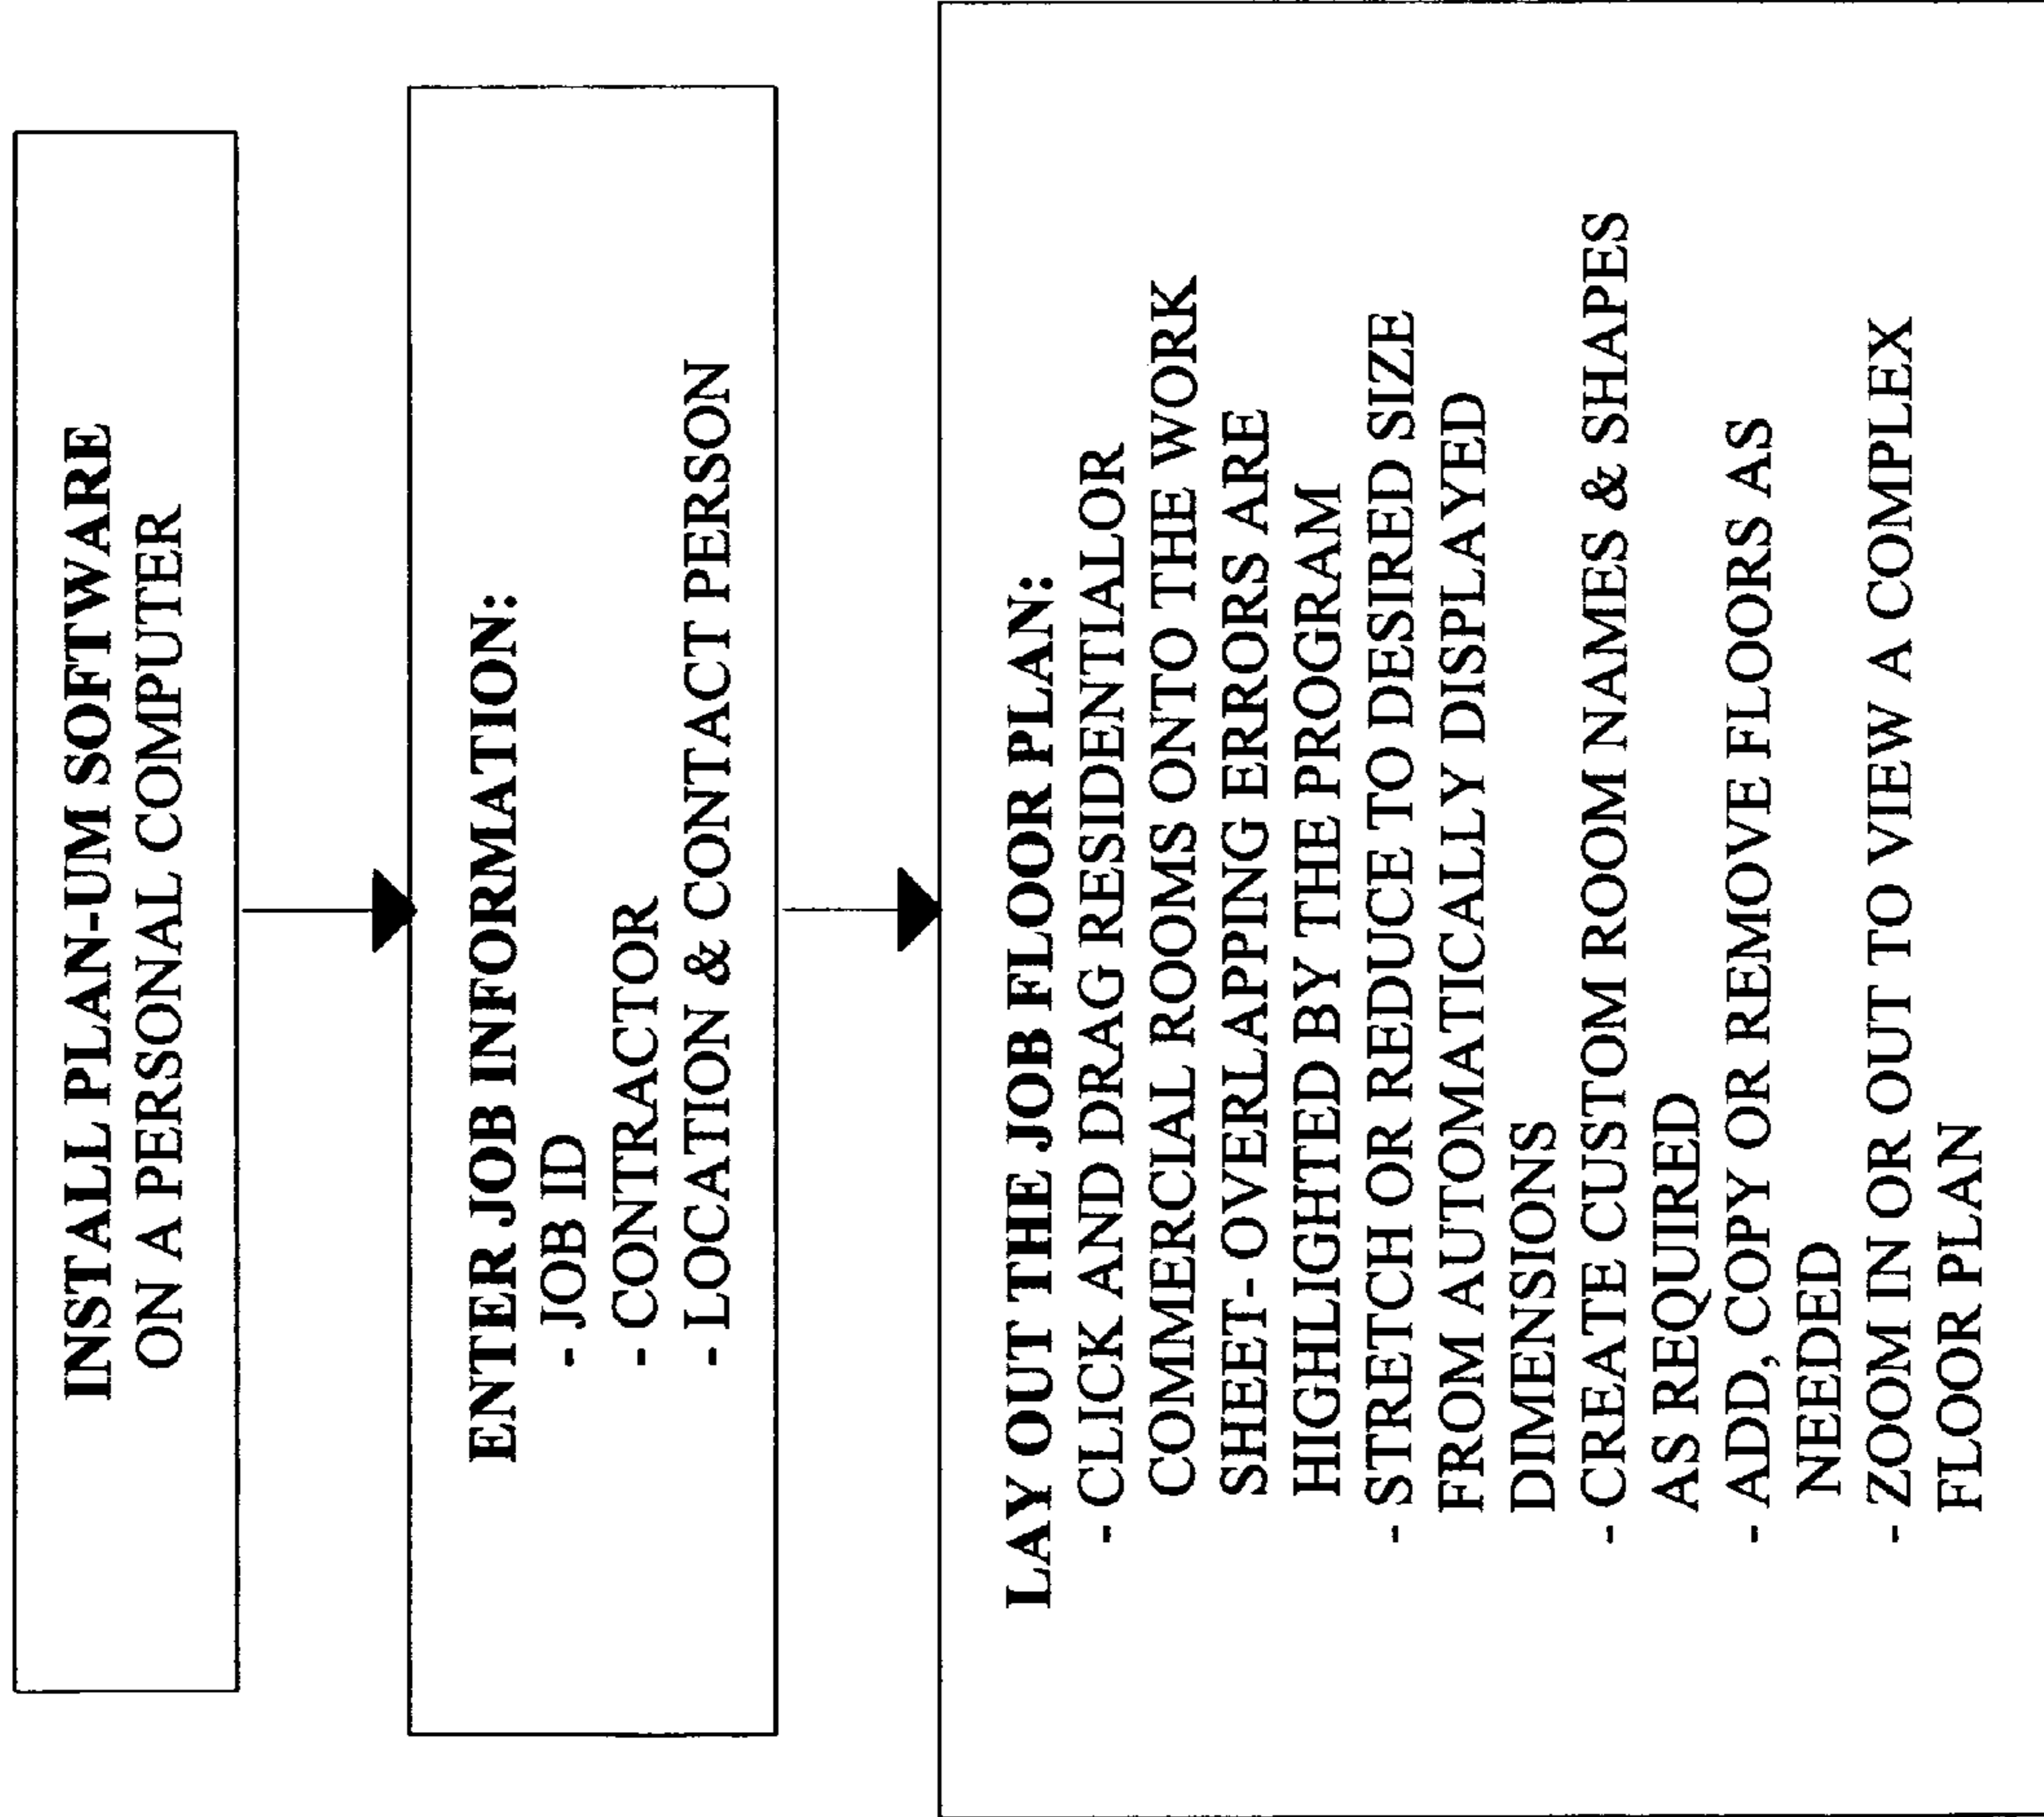 INSTALL PLAN-UM SOFTWARE
ON A PERSONAL COMPUTER
ENTER JOB INFORMATION:
- JOB ID
- CONTRACTOR
- LOCATION & CONTACT PERSON
LAY OUT THE JOB FLOOR PLAN:
- CLICK AND DRAG RESIDENTIALOR
COMMERCIAL ROOMS ONTO THE WORK
SHEET- OVERLAPPING ERRORS ARE
HIGHLIGHTED BY THE PROGRAM
- STRETCH OR REDUCE TO DESIRED SIZE
FROM AUTOMATICALLY DISPLAYED
DIMENSIONS
- CREATE CUSTOM ROOM NAMES & SHAPES
AS REQUIRED
- ADD, COPY OR REMOVE FLOORS AS
NEEDED
- ZOOM IN OR OUT TO VIEW A COMPLEX
FLOOR PLAN